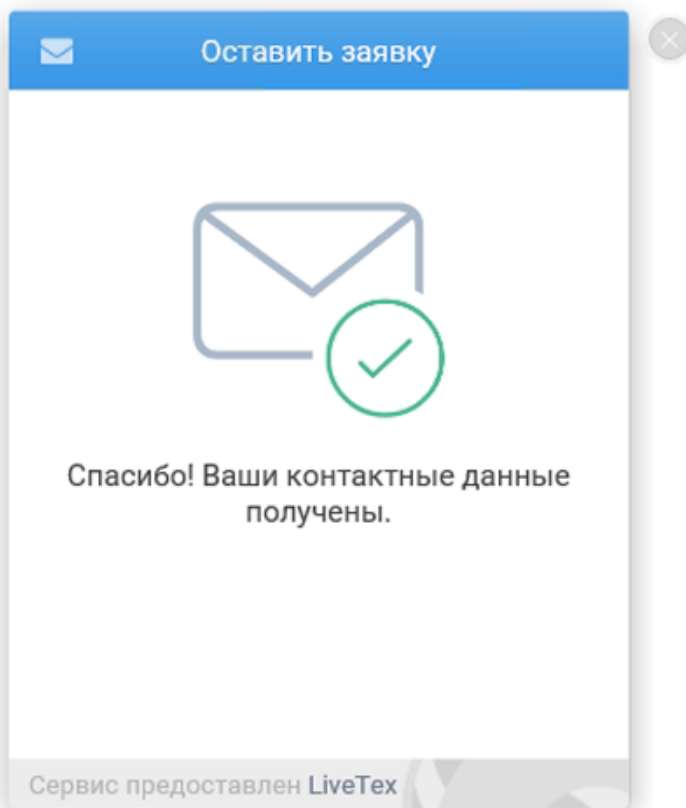 Оставить заявку
Спасибо! Ваши контактные данные
получены.
Сервис предоставлен LiveTex